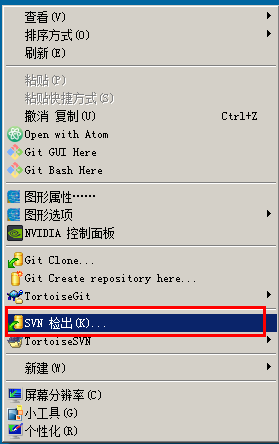 查看(V)
排序方式(O)
刷新(E)
粘贴(P)
粘贴快捷方式(S)
撤消 复制(U) Ctrl+Z
Open with Atom
Git GUI Here
Git Bash Here
图形属性……
图形选项
NVIDIA 控制面板
Git Clone...
Git Create repository here...
TortoiseGit
SVN 检出(K)...
TortoiseSVN
新建(W)
屏幕分辨率(C)
小工具(G)
个性化(R)